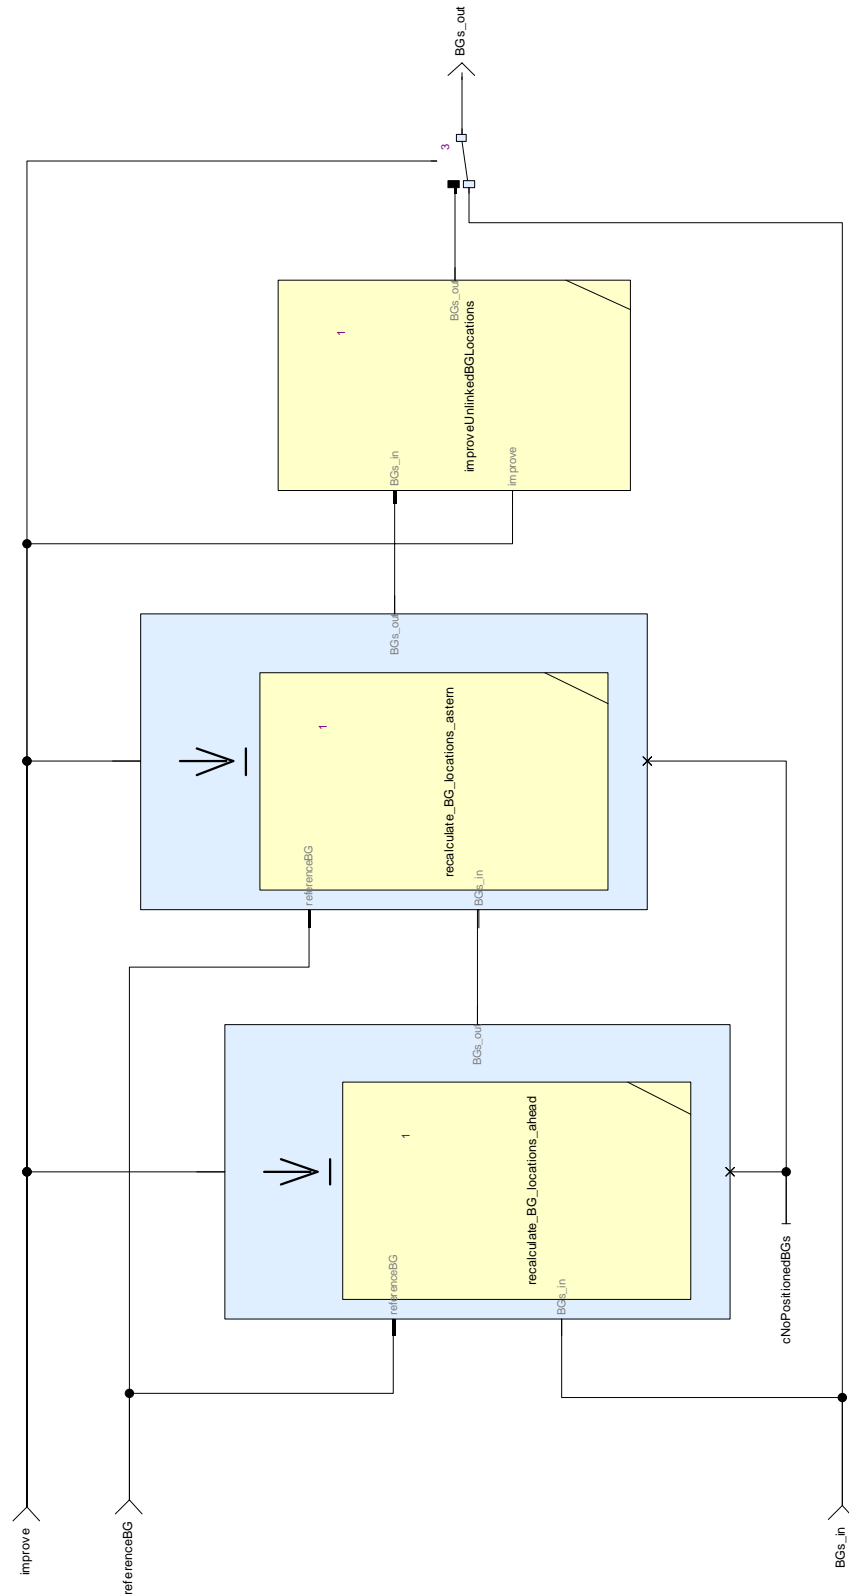 BGs_out
3
BGs_out
1
improveUnlinkedBGLocations
BGs_in
improve
BGs_out
1
recalculate_BG_locations_astern
referenceBG
BGs_in
BGs_out
1
recalculate_BG_locations_ahead
referenceBG
BGs_in
cNoPositionedBGs
improve
referenceBG
BGs_in